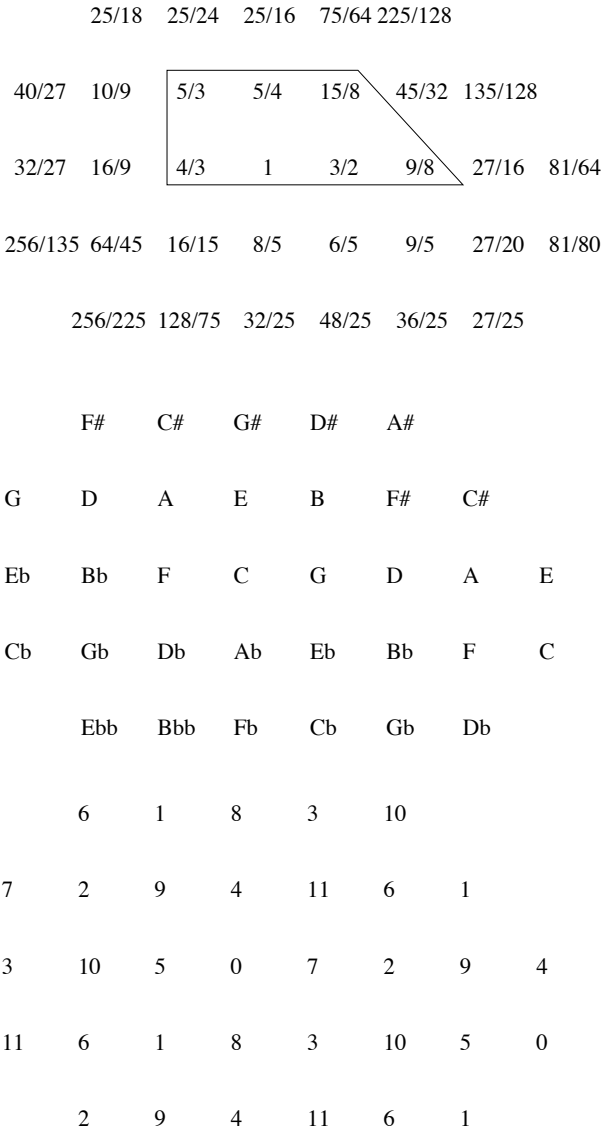 25/18 25/24 25/16 75/64 225/128
40/27 10/9 5/3 5/4 15/8 45/32 135/128
32/27 16/9 4/3 1 3/2 9/8 27/16 81/64
256/135 64/45 16/15 8/5 6/5 9/5 27/20 81/80
256/225 128/75 32/25 48/25 36/25 27/25
F# C# G# D# A#
G D A E B F# C#
Eb Bb F C G D A E
Cb Gb Db Ab Eb Bb F C
Ebb Bbb Fb Cb Gb Db
6 1 8 3 10
7 2 9 4 11 6 1
3 10 5 0 7 2 9 4
11 6 1 8 3 10 5 0
2 9 4 11 6 1